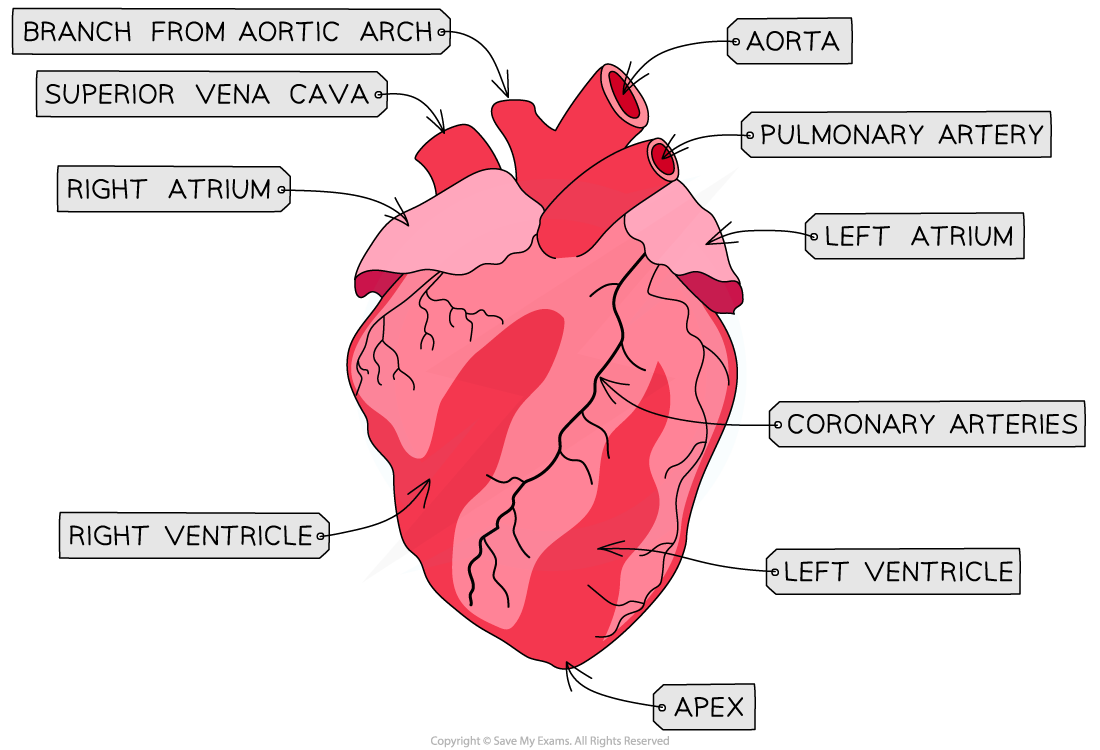 BRANCH FROM AORTIC ARCH
AORTA
SUPERIOR VENA CAVA
PULMONARY ARTERY
RIGHT ATRIUM
LEFT ATRIUM
CORONARY ARTERIES
RIGHT VENTRICLE
LEFT VENTRICLE
APEX
Copyright © Save My Exams. All Rights Reserved